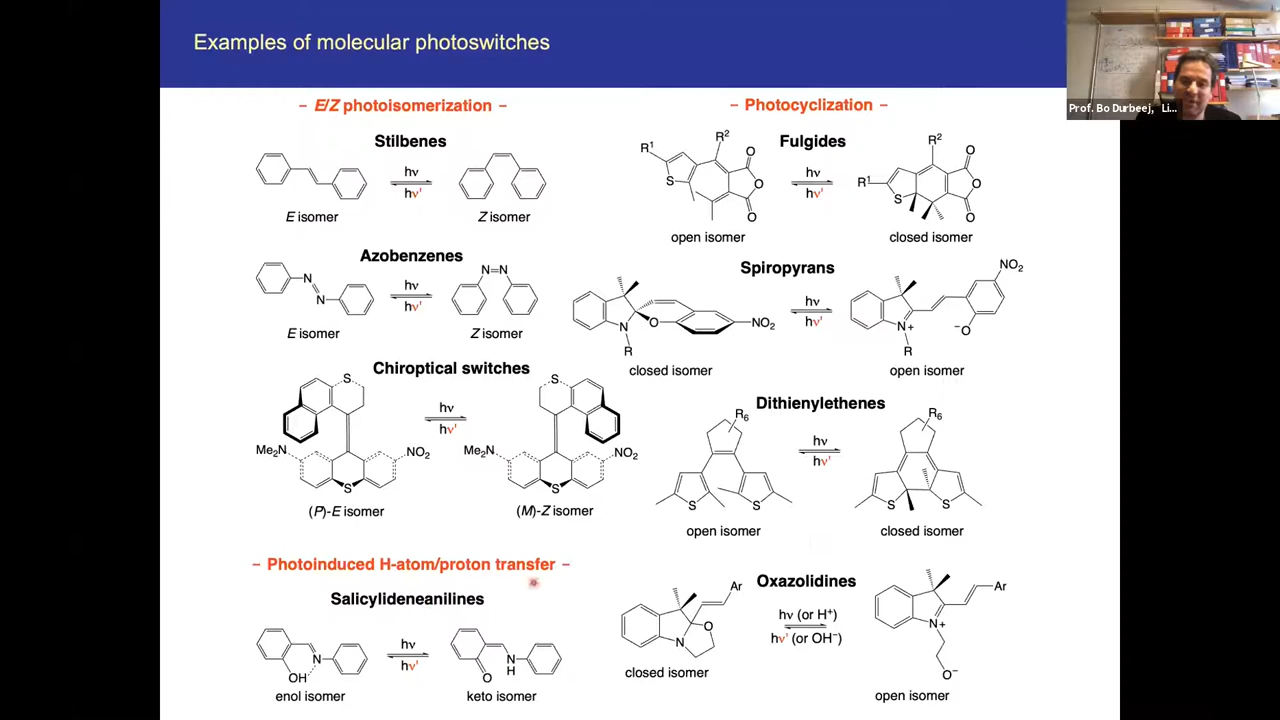 Examples of molecular photoswitches
Prof. Bo Durbeej, Li...
– E/Z photoisomerization –
Stilbenes
hν
hν'
E isomer
Z isomer
Azobenzenes
N
N
hν
hν'
N=N
E isomer
Z isomer
Chiroptical switches
S
Me2N
NO2
S
hν
hν'
S
Me2N
NO2
S
(P)-E isomer
(M)-Z isomer
– Photoinduced H-atom/proton transfer –
Salicylideneanilines
N
OH
hν
hν'
N
H
O
enol isomer
keto isomer
– Photocyclization –
Fulgides
R1
R2
S
O
O
O
hν
hν'
R1
R2
S
O
O
O
open isomer
closed isomer
Spiropyrans
N
O
NO2
R
hν
hν'
N+
R
NO2
–O
closed isomer
open isomer
Dithienylethenes
R6
S
S
hν
hν'
R6
S
S
open isomer
closed isomer
Oxazolidines
Ar
N
O
hν (or H+)
hν' (or OH–)
Ar
N+
O–
closed isomer
open isomer